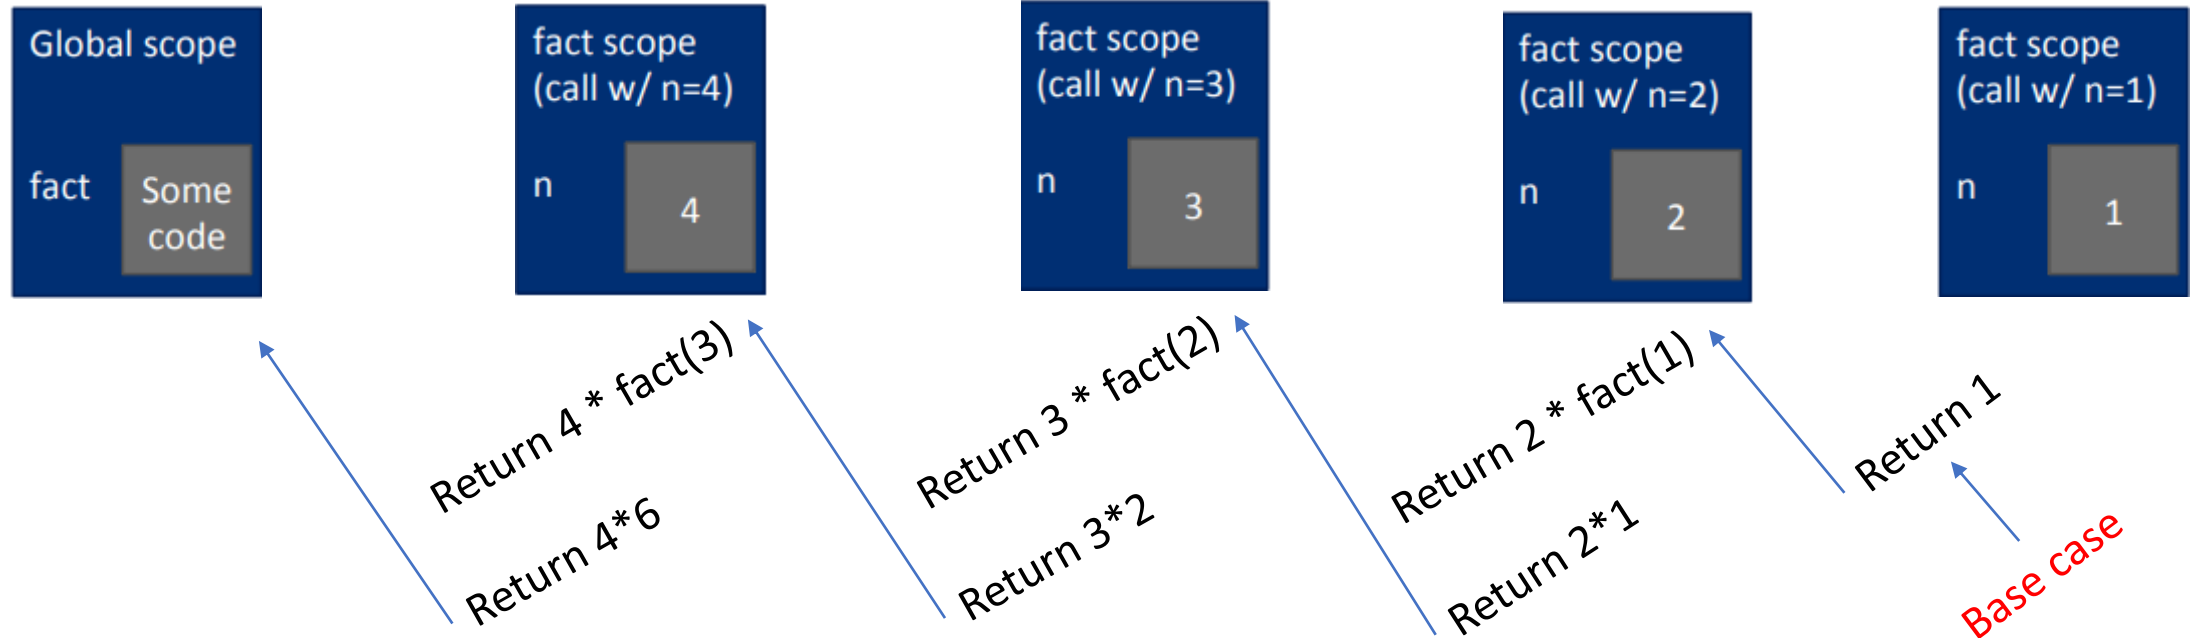 Global scope
fact
Some
code
fact scope
(call w/ n=4)
n
4
fact scope
(call w/ n=3)
n
3
fact scope
(call w/ n=2)
n
2
fact scope
(call w/ n=1)
n
1
Return 4 * fact(3)
Return 4*6
Return 3 * fact(2)
Return 3*2
Return 2 * fact(1)
Return 2*1
Return 1
Base case